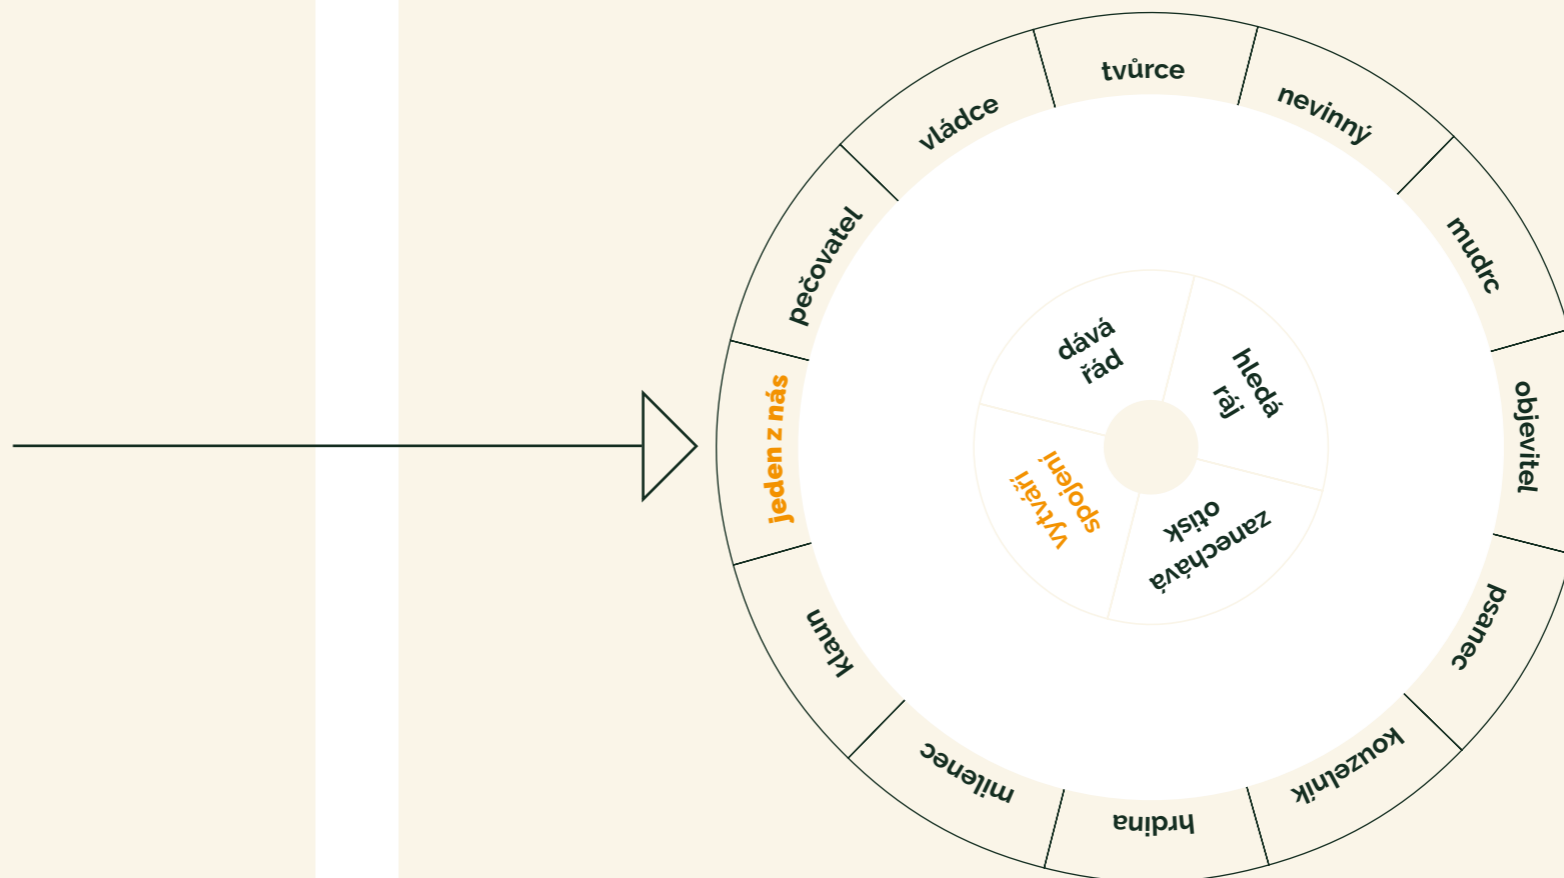 tvůrce
nevinný
mudrc
objevitel
psanec
kouzelník
hrdina
milenec
klaun
jeden z nás
pečovatel
vládce
dává
řád
hledá
ráj
zanechává
otisk
vytváří
spojení